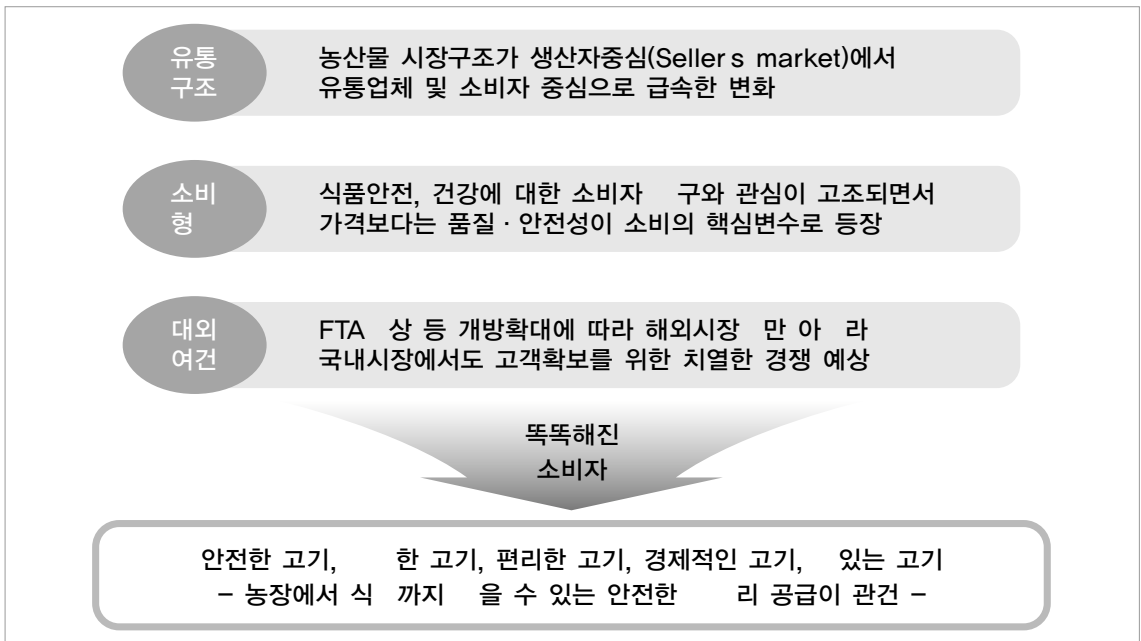 유통
구조
농산물 시장구조가 생산자중심(Seller s market)에서
유통업체 및 소비자 중심으로 급속한 변화
소비
형
식품안전, 건강에 대한 소비자 구와 관심이 고조되면서
가격보다는 품질 · 안전성이 소비의 핵심변수로 등장
대외
여건
FTA 상 등 개방확대에 따라 해외시장 만 아 라
국내시장에서도 고객확보를 위한 치열한 경쟁 예상
똑똑해진
소비자
안전한 고기, 한 고기, 편리한 고기, 경제적인 고기, 있는 고기
– 농장에서 식 까지 을 수 있는 안전한 리 공급이 관건 –